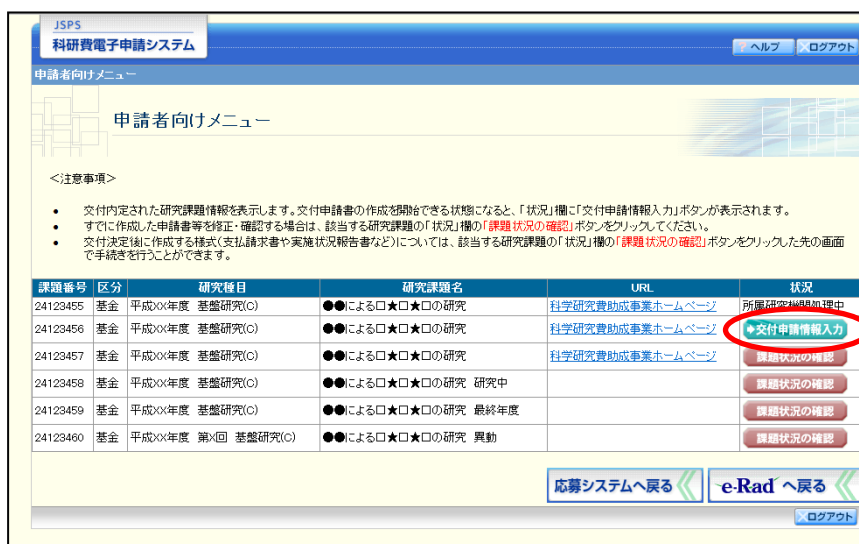 JSPS
科研費電子申請システム
? ヘルプ ×ログアウト
申請者向けメニュー
申請者向けメニュー
＜注意事項＞
• 交付内定された研究課題情報を表示します。交付申請書の作成を開始できる状態になると、「状況」欄に「交付申請情報入力」ボタンが表示されます。
• すでに作成した申請書等を修正・確認する場合は、該当する研究課題の「状況」欄の「課題状況の確認」ボタンをクリックしてください。
• 交付決定後に作成する様式(支払請求書や実施状況報告書など)については、該当する研究課題の「状況」欄の「課題状況の確認」ボタンをクリックした先の画面
で手続きを行うことができます。
課題番号 区分 研究種目 研究課題名 URL 状況
24123455 基金 平成XX年度 基盤研究(C) ●●による□★□★□の研究 科学研究費助成事業ホームページ 所属研究機関処理中
24123456 基金 平成XX年度 基盤研究(C) ●●による□★□★□の研究 科学研究費助成事業ホームページ 交付申請情報入力
24123457 基金 平成XX年度 基盤研究(C) ●●による□★□★□の研究 科学研究費助成事業ホームページ 課題状況の確認
24123458 基金 平成XX年度 基盤研究(C) ●●による□★□★□の研究 研究中 課題状況の確認
24123459 基金 平成XX年度 基盤研究(C) ●●による□★□★□の研究 最終年度 課題状況の確認
24123460 基金 平成XX年度 第X回 基盤研究(C) ●●による□★□★□の研究 異動 課題状況の確認
応募システムへ戻る e-Rad へ戻る
×ログアウト